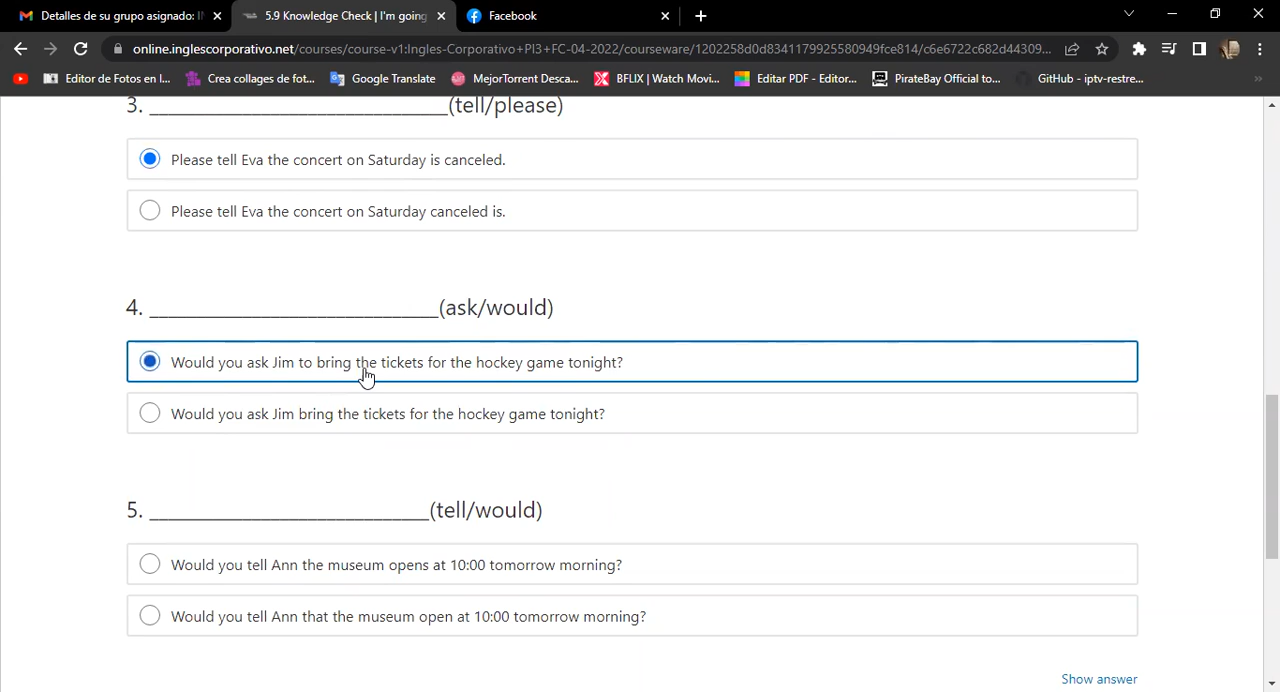 Detalles de su grupo asignado: I
5.9 Knowledge Check | I'm going
Facebook
online.inglescorporativo.net/courses/course-v1:Ingles-Corporativo+PI3+FC-04-2022/courseware/1202258d0d8341179925580949fce814/c6e6722c682d44309...
Editor de Fotos en l...
Crea collages de fot...
Google Translate
MejorTorrent Desca...
BFLIX | Watch Movi...
Editar PDF - Editor...
PirateBay Official to...
GitHub - iptv-restre...
3. ______________________________(tell/please)
Please tell Eva the concert on Saturday is canceled.
Please tell Eva the concert on Saturday canceled is.
4. _____________________________(ask/would)
Would you ask Jim to bring the tickets for the hockey game tonight?
Would you ask Jim bring the tickets for the hockey game tonight?
5. ____________________________(tell/would)
Would you tell Ann the museum opens at 10:00 tomorrow morning?
Would you tell Ann that the museum open at 10:00 tomorrow morning?
Show answer